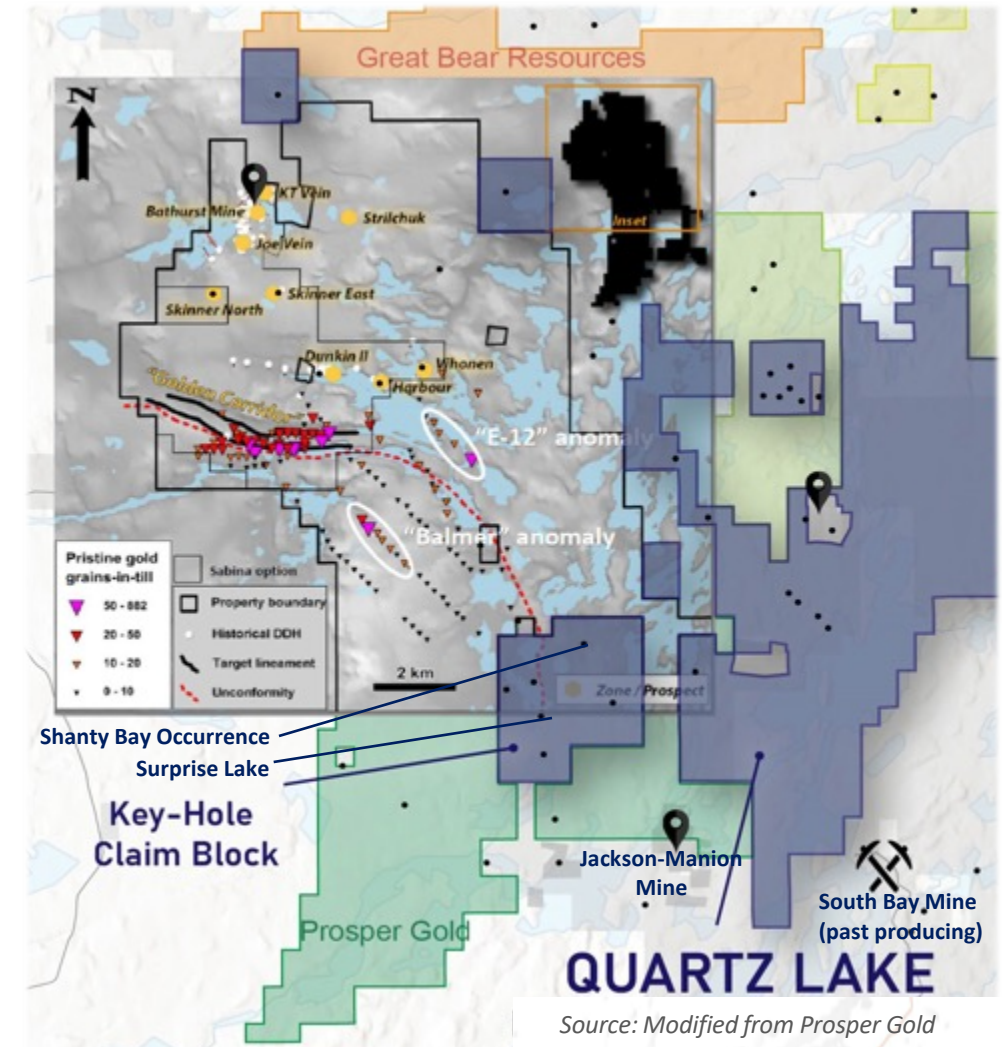 Great Bear Resources
Z
KT Vein
Bathurst Mine
Strilchuk
Inset
Joe Vein
Skinner East
Skinner North
Dunkin II
Vihonen
Harbour
"Golden Corridor"
"E-12" anomaly
"Balmer" anomaly
Pristine gold
grains-in-till
50 - 882
20 - 50
10 - 20
0 - 10
Sabina option
Property boundary
Historical DDH
Target lineament
Unconformity
2 km
Zone / Prospect
Shanty Bay Occurrence
Surprise Lake
Key-Hole
Claim Block
Jackson-Manion
Mine
South Bay Mine
(past producing)
Prosper Gold
QUARTZ LAKE
Source: Modified from Prosper Gold